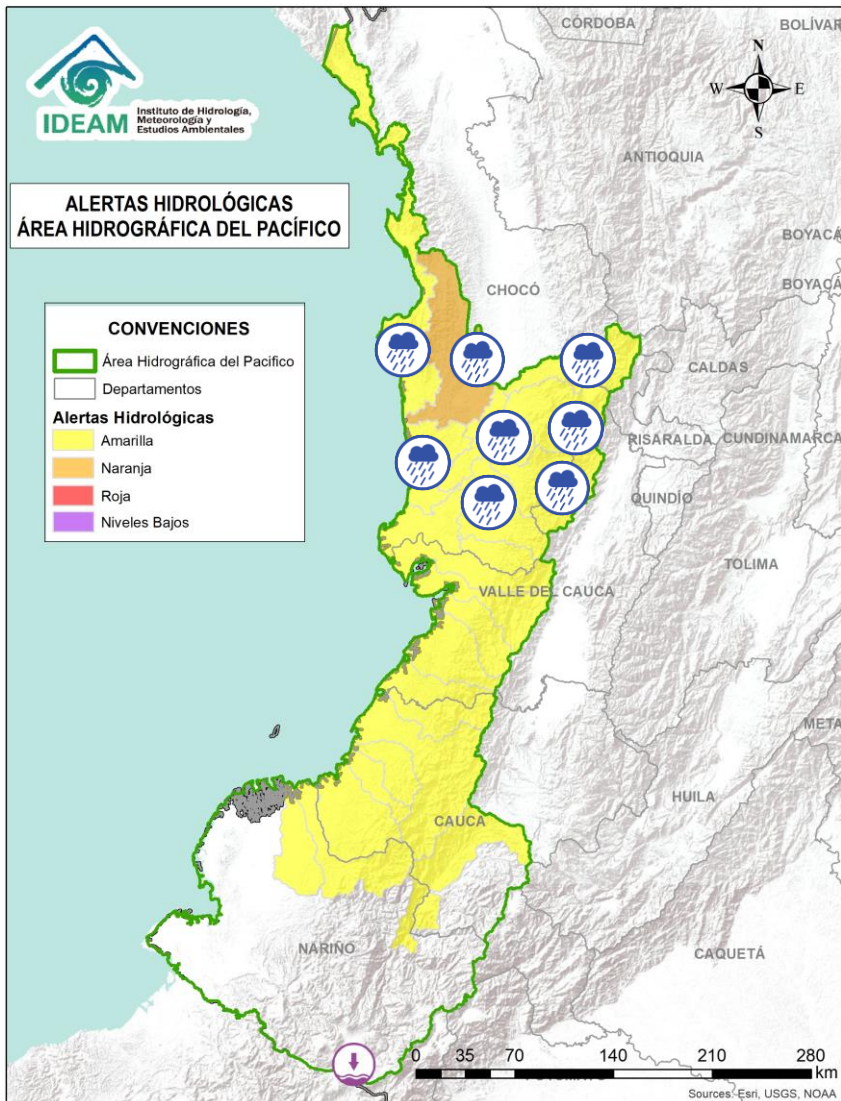 CÓRDOBA
BOLÍVAR
N
W
E
S
IDEAM
Instituto de Hidrología,
Meteorología y
Estudios Ambientales
ANTIOQUIA
ALERTAS HIDROLÓGICAS
ÁREA HIDROGRÁFICA DEL PACÍFICO
BOYACÁ
BOYACÁ
CHOCÓ
CONVENCIONES
Área Hidrográfica del Pacifico
Departamentos
Alertas Hidrológicas
Amarilla
Naranja
Roja
Niveles Bajos
CALDAS
RISARALDA
CUNDINAMARCA
QUINDÍO
TOLIMA
VALLE DEL CAUCA
META
HUILA
CAUCA
NARIÑO
CAQUETÁ
0 35 70 140 210 280
km
Sources: Esri, USGS, NOAA